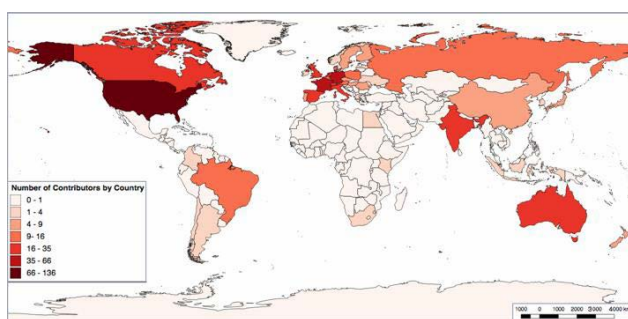 Number of Contributors by Country
0 - 1
1 - 4
4 - 9
9- 16
16 - 35
35 - 66
66 - 136
1000 0 1000 2000 3000 4000 km